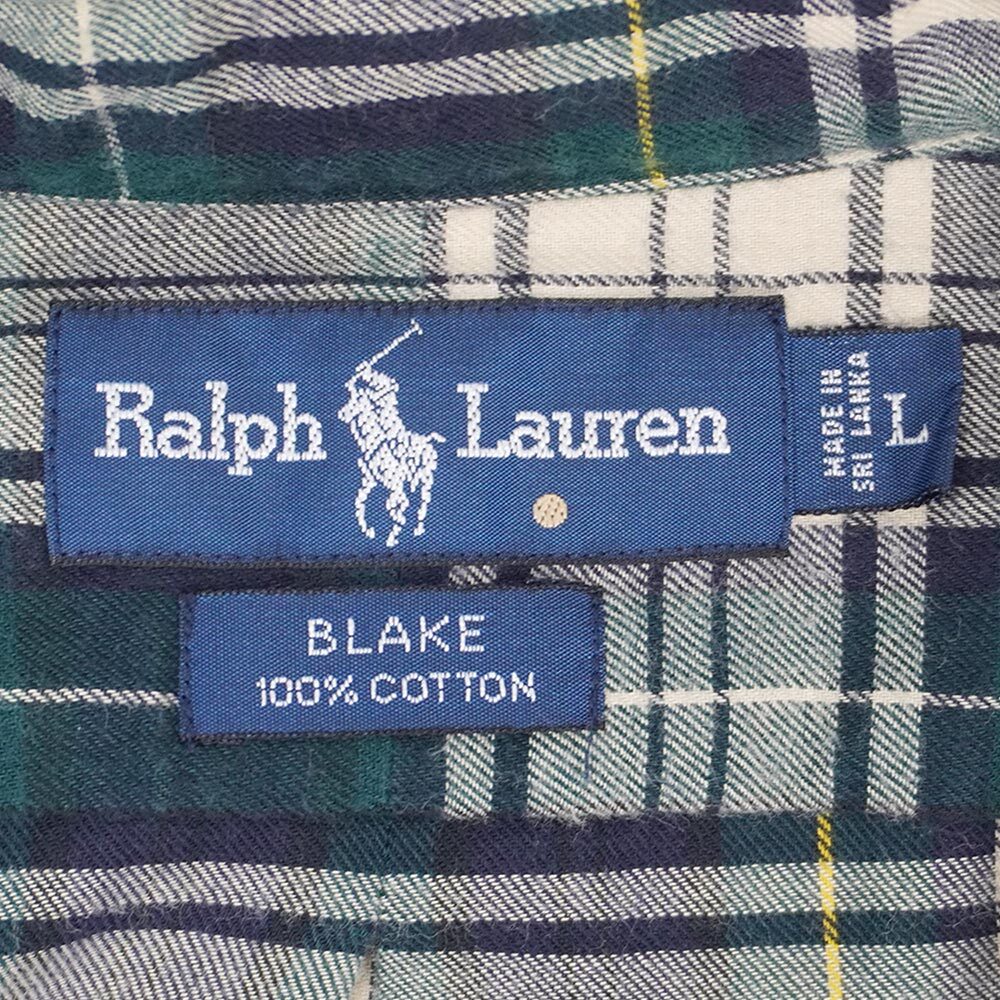 Ralph Lauren
MADE IN
SRI LANKA
L
BLAKE
100% COTTON